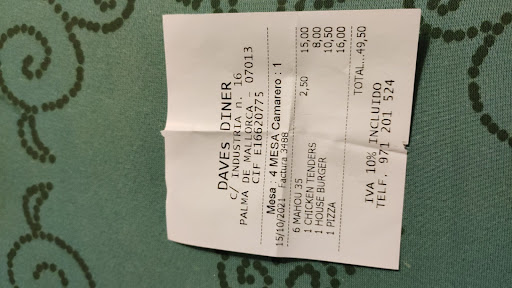 DAVES DINER
C/ INDUSTRIA n. 16
PALMA DE MALLORCA - 07013
CIF E16620775
Mesa : 4 MESA Camarero : 1
15/10/2021 Factura 3488
6 MAHOU 35 2,50 15,00
1 CHICKEN TENDERS 8,00
1 HOUSE BURGER 10,50
1 PIZZA 16,00
TOTAL...49,50
IVA 10% INCLUIDO
TELF. 971 201 524